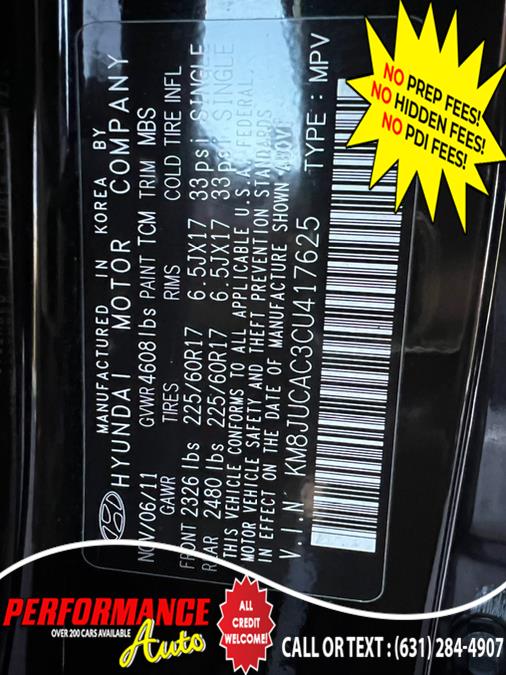 NO PREP FEES!
NO HIDDEN FEES!
NO PDI FEES!
MANUFACTURED IN KOREA BY
HYUNDAI MOTOR COMPANY
NOV/06/11 GVWR 4608 lbs PAINT TCM TRIM MBS
GAWR TIRES RIMS COLD TIRE INFL
FRONT 2326 lbs 225/60R17 6.5JX17 33psi SINGLE
REAR 2480 lbs 225/60R17 6.5JX17 33psi SINGLE
THIS VEHICLE CONFORMS TO ALL APPLICABLE U.S.A. FEDERAL
MOTOR VEHICLE SAFETY AND THEFT PREVENTION STANDARDS
IN EFFECT ON THE DATE OF MANUFACTURE SHOWN ABOVE
V.I.N: KM8JUCAC3CU417625 TYPE : MPV
PERFORMANCE
OVER 200 CARS AVAILABLE
Auto
ALL
CREDIT
WELCOME!
CALL OR TEXT : (631) 284-4907